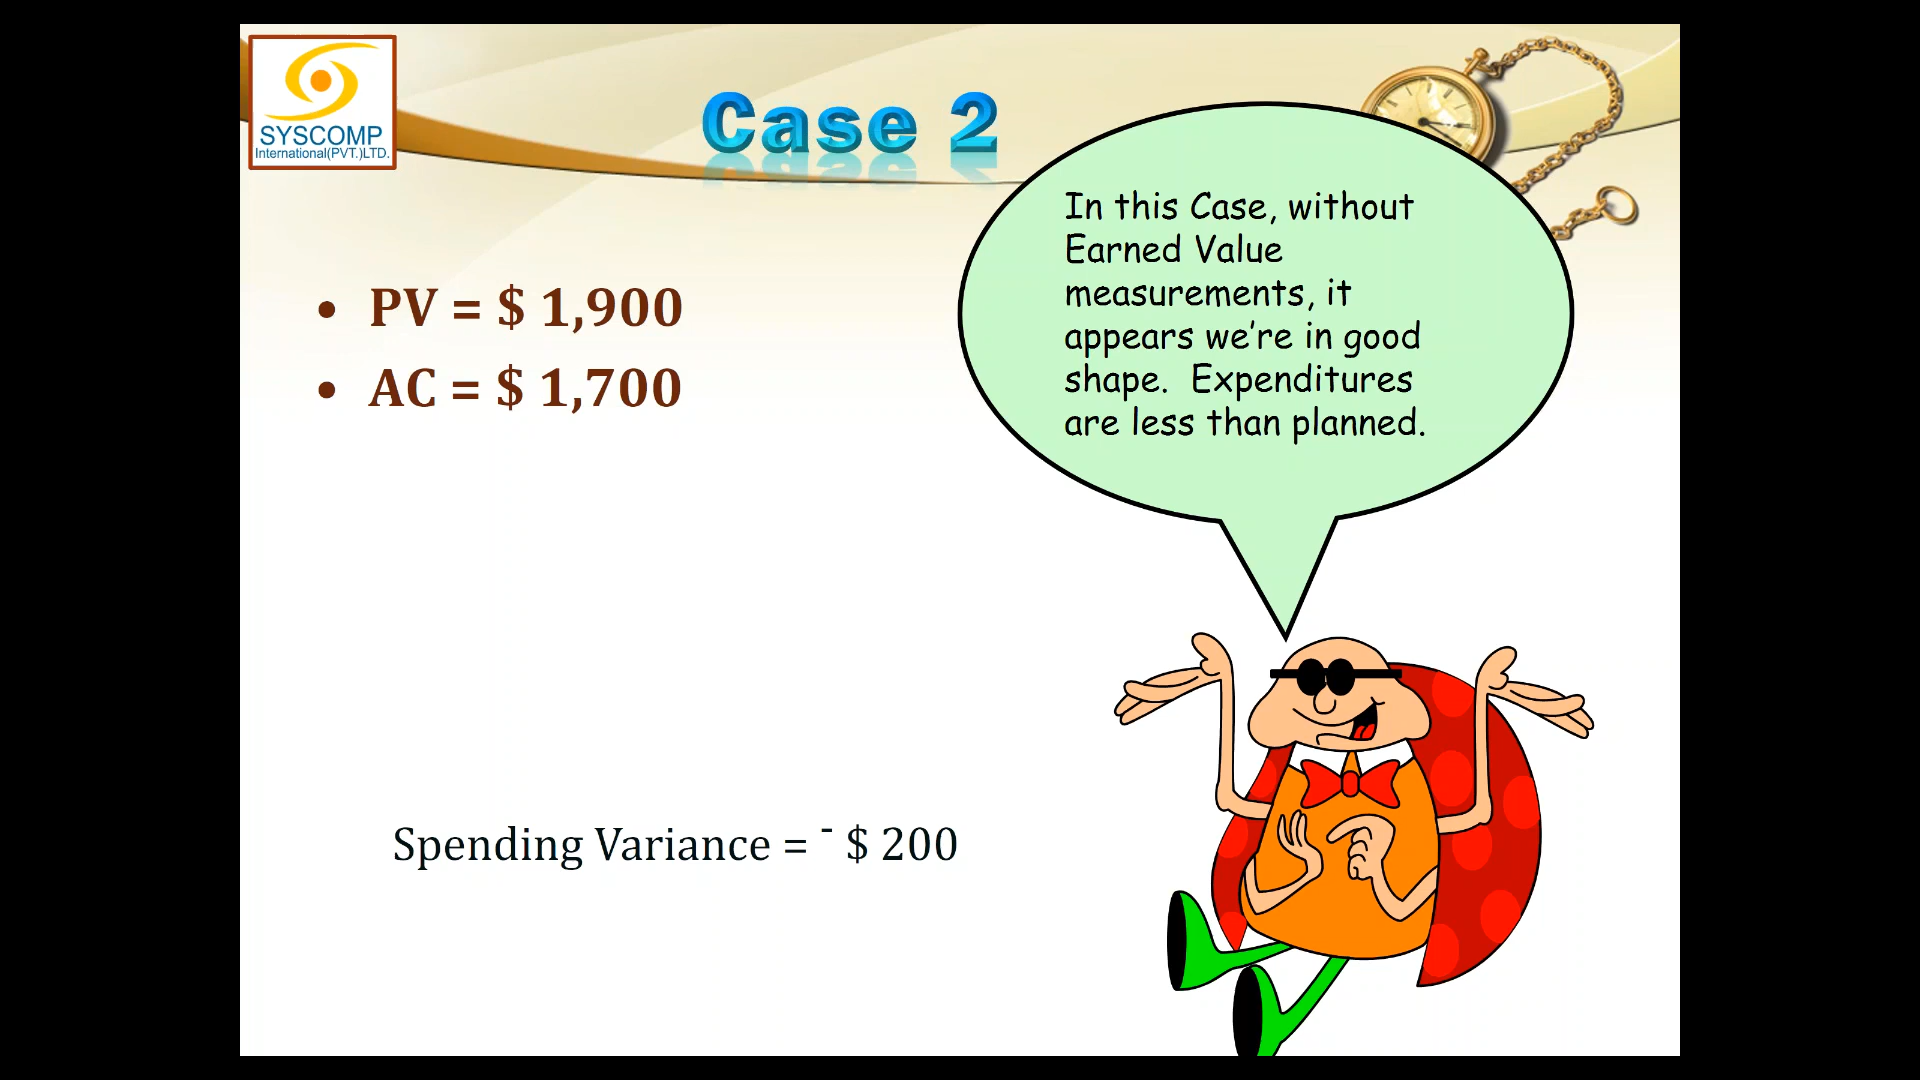 SYSCOMP
International(PVT.)LTD.
Case 2
In this Case, without
Earned Value
measurements, it
appears we’re in good
shape.  Expenditures
are less than planned.
• PV = $ 1,900
• AC = $ 1,700
Spending Variance = - $ 200